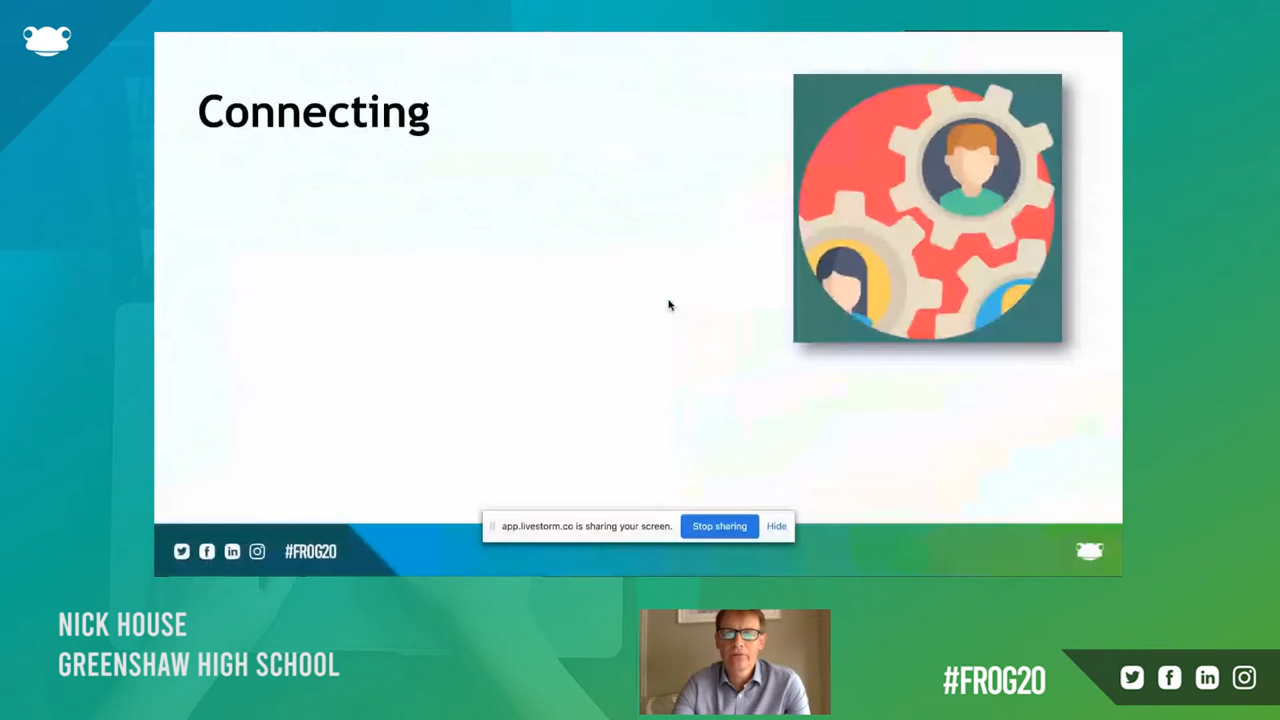 Connecting
app.livestorm.co is sharing your screen.
Stop sharing
Hide
#FROG20
NICK HOUSE
GREENSHAW HIGH SCHOOL
#FROG20